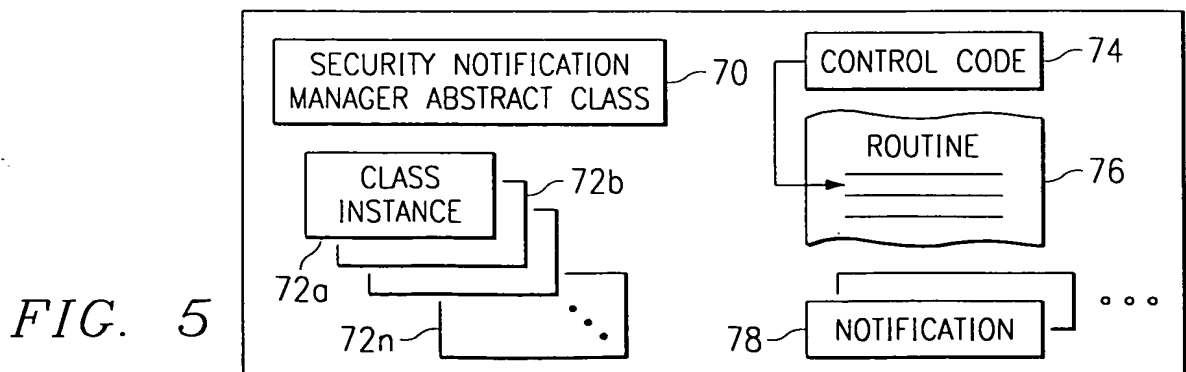 SECURITY NOTIFICATION
MANAGER ABSTRACT CLASS
70
CONTROL CODE
74
ROUTINE
76
CLASS
INSTANCE
72b
72a
72n
NOTIFICATION
78
FIG. 5